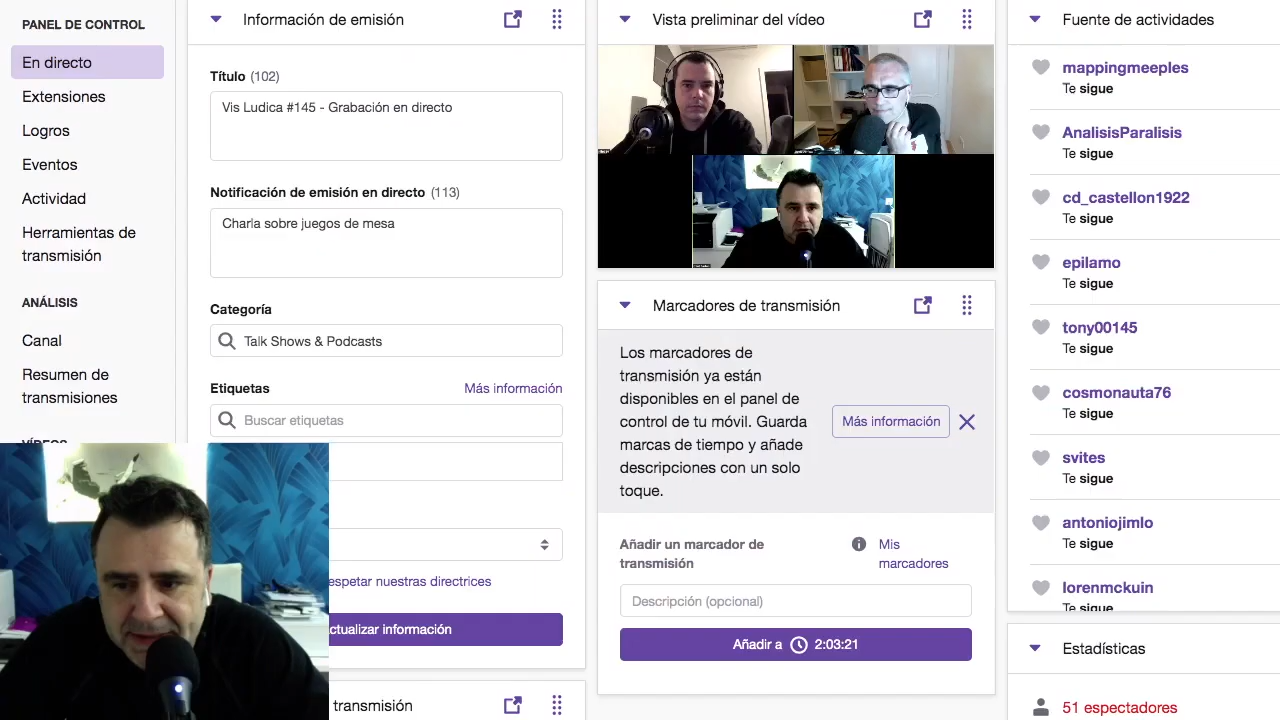 PANEL DE CONTROL
En directo
Extensiones
Logros
Eventos
Actividad
Herramientas de
transmisión
ANÁLISIS
Canal
Resumen de
transmisiones
VÍDEOS
Información de emisión
Título (102)
Vis Ludica #145 - Grabación en directo
Notificación de emisión en directo (113)
Charla sobre juegos de mesa
Categoría
Talk Shows & Podcasts
Etiquetas
Más información
Buscar etiquetas
espetar nuestras directrices
ctualizar información
transmisión
Vista preliminar del vídeo
Marcadores de transmisión
Los marcadores de
transmisión ya están
disponibles en el panel de
control de tu móvil. Guarda
marcas de tiempo y añade
descripciones con un solo
toque.
Más información
Añadir un marcador de
transmisión
Mis
marcadores
Descripción (opcional)
Añadir a 2:03:21
Fuente de actividades
mappingmeeples
Te sigue
AnalisisParalisis
Te sigue
cd_castellon1922
Te sigue
epilamo
Te sigue
tony00145
Te sigue
cosmonauta76
Te sigue
svites
Te sigue
antoniojimlo
Te sigue
lorenmckuin
Te sigue
Estadísticas
51 espectadores